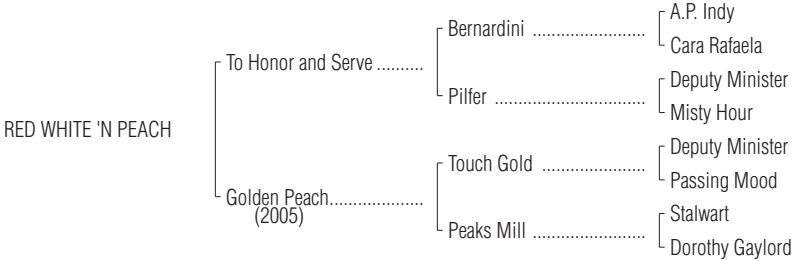 A.P. Indy
Bernardini ........................
Cara Rafaela
To Honor and Serve ..........
Deputy Minister
Pilfer ................................
Misty Hour
RED WHITE 'N PEACH
Deputy Minister
Touch Gold ......................
Passing Mood
Golden Peach....................
(2005)
Stalwart
Peaks Mill ........................
Dorothy Gaylord